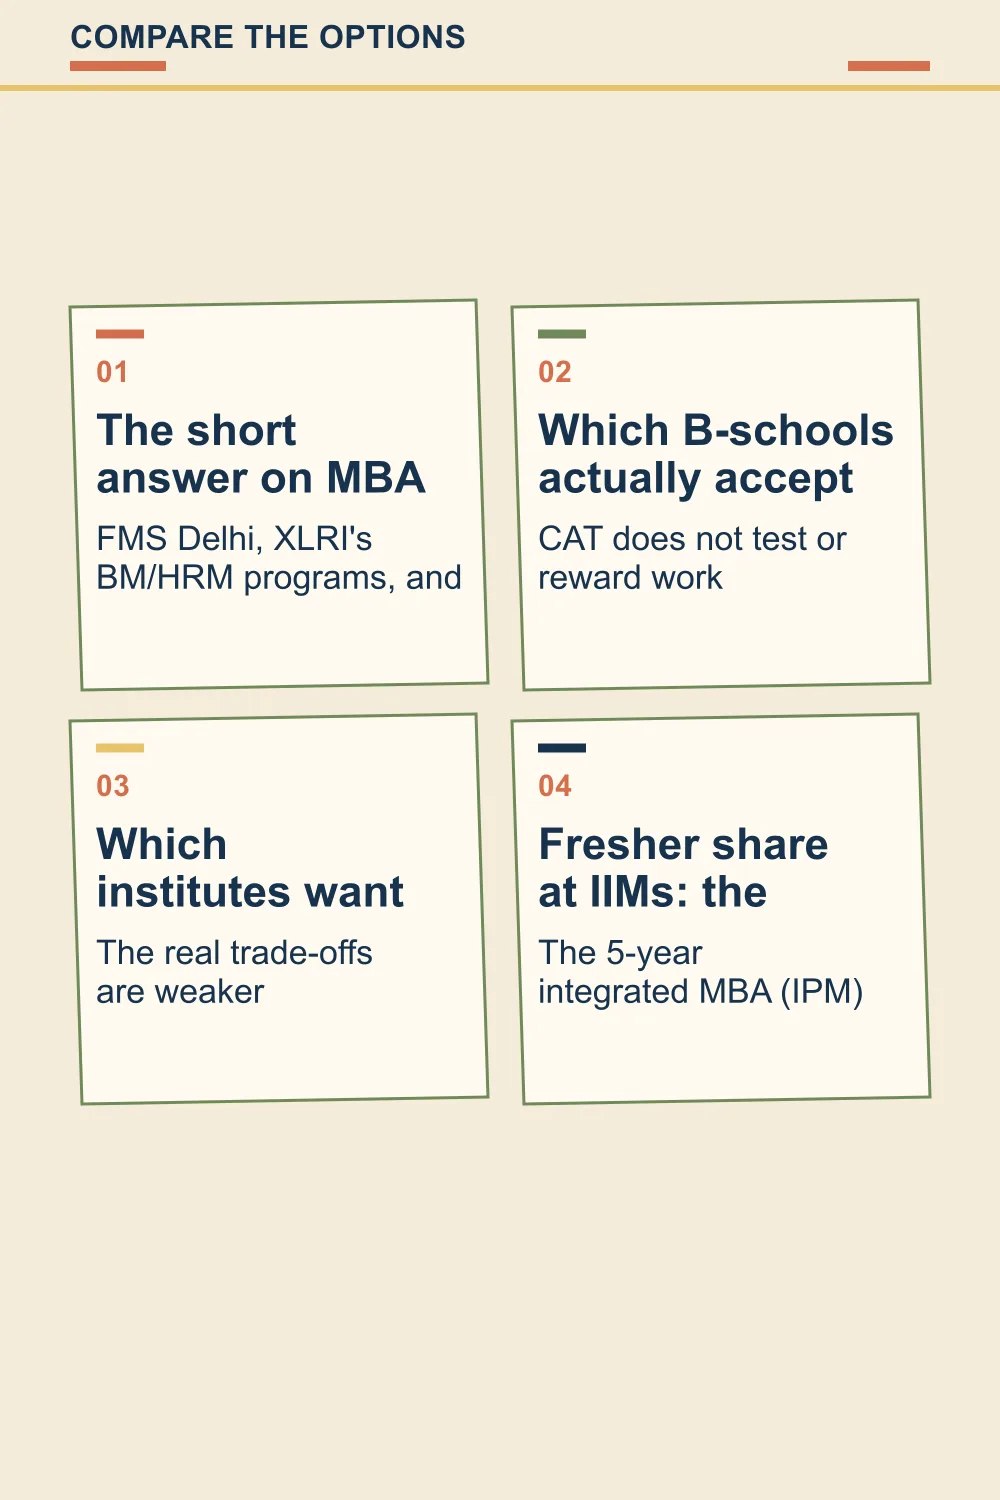 COMPARE THE OPTIONS
01
The short
answer on MBA
FMS Delhi, XLRI's
BM/HRM programs, and
02
Which B-schools
actually accept
CAT does not test or
reward work
03
Which
institutes want
The real trade-offs
are weaker
04
Fresher share
at IIMs: the
The 5-year
integrated MBA (IPM)